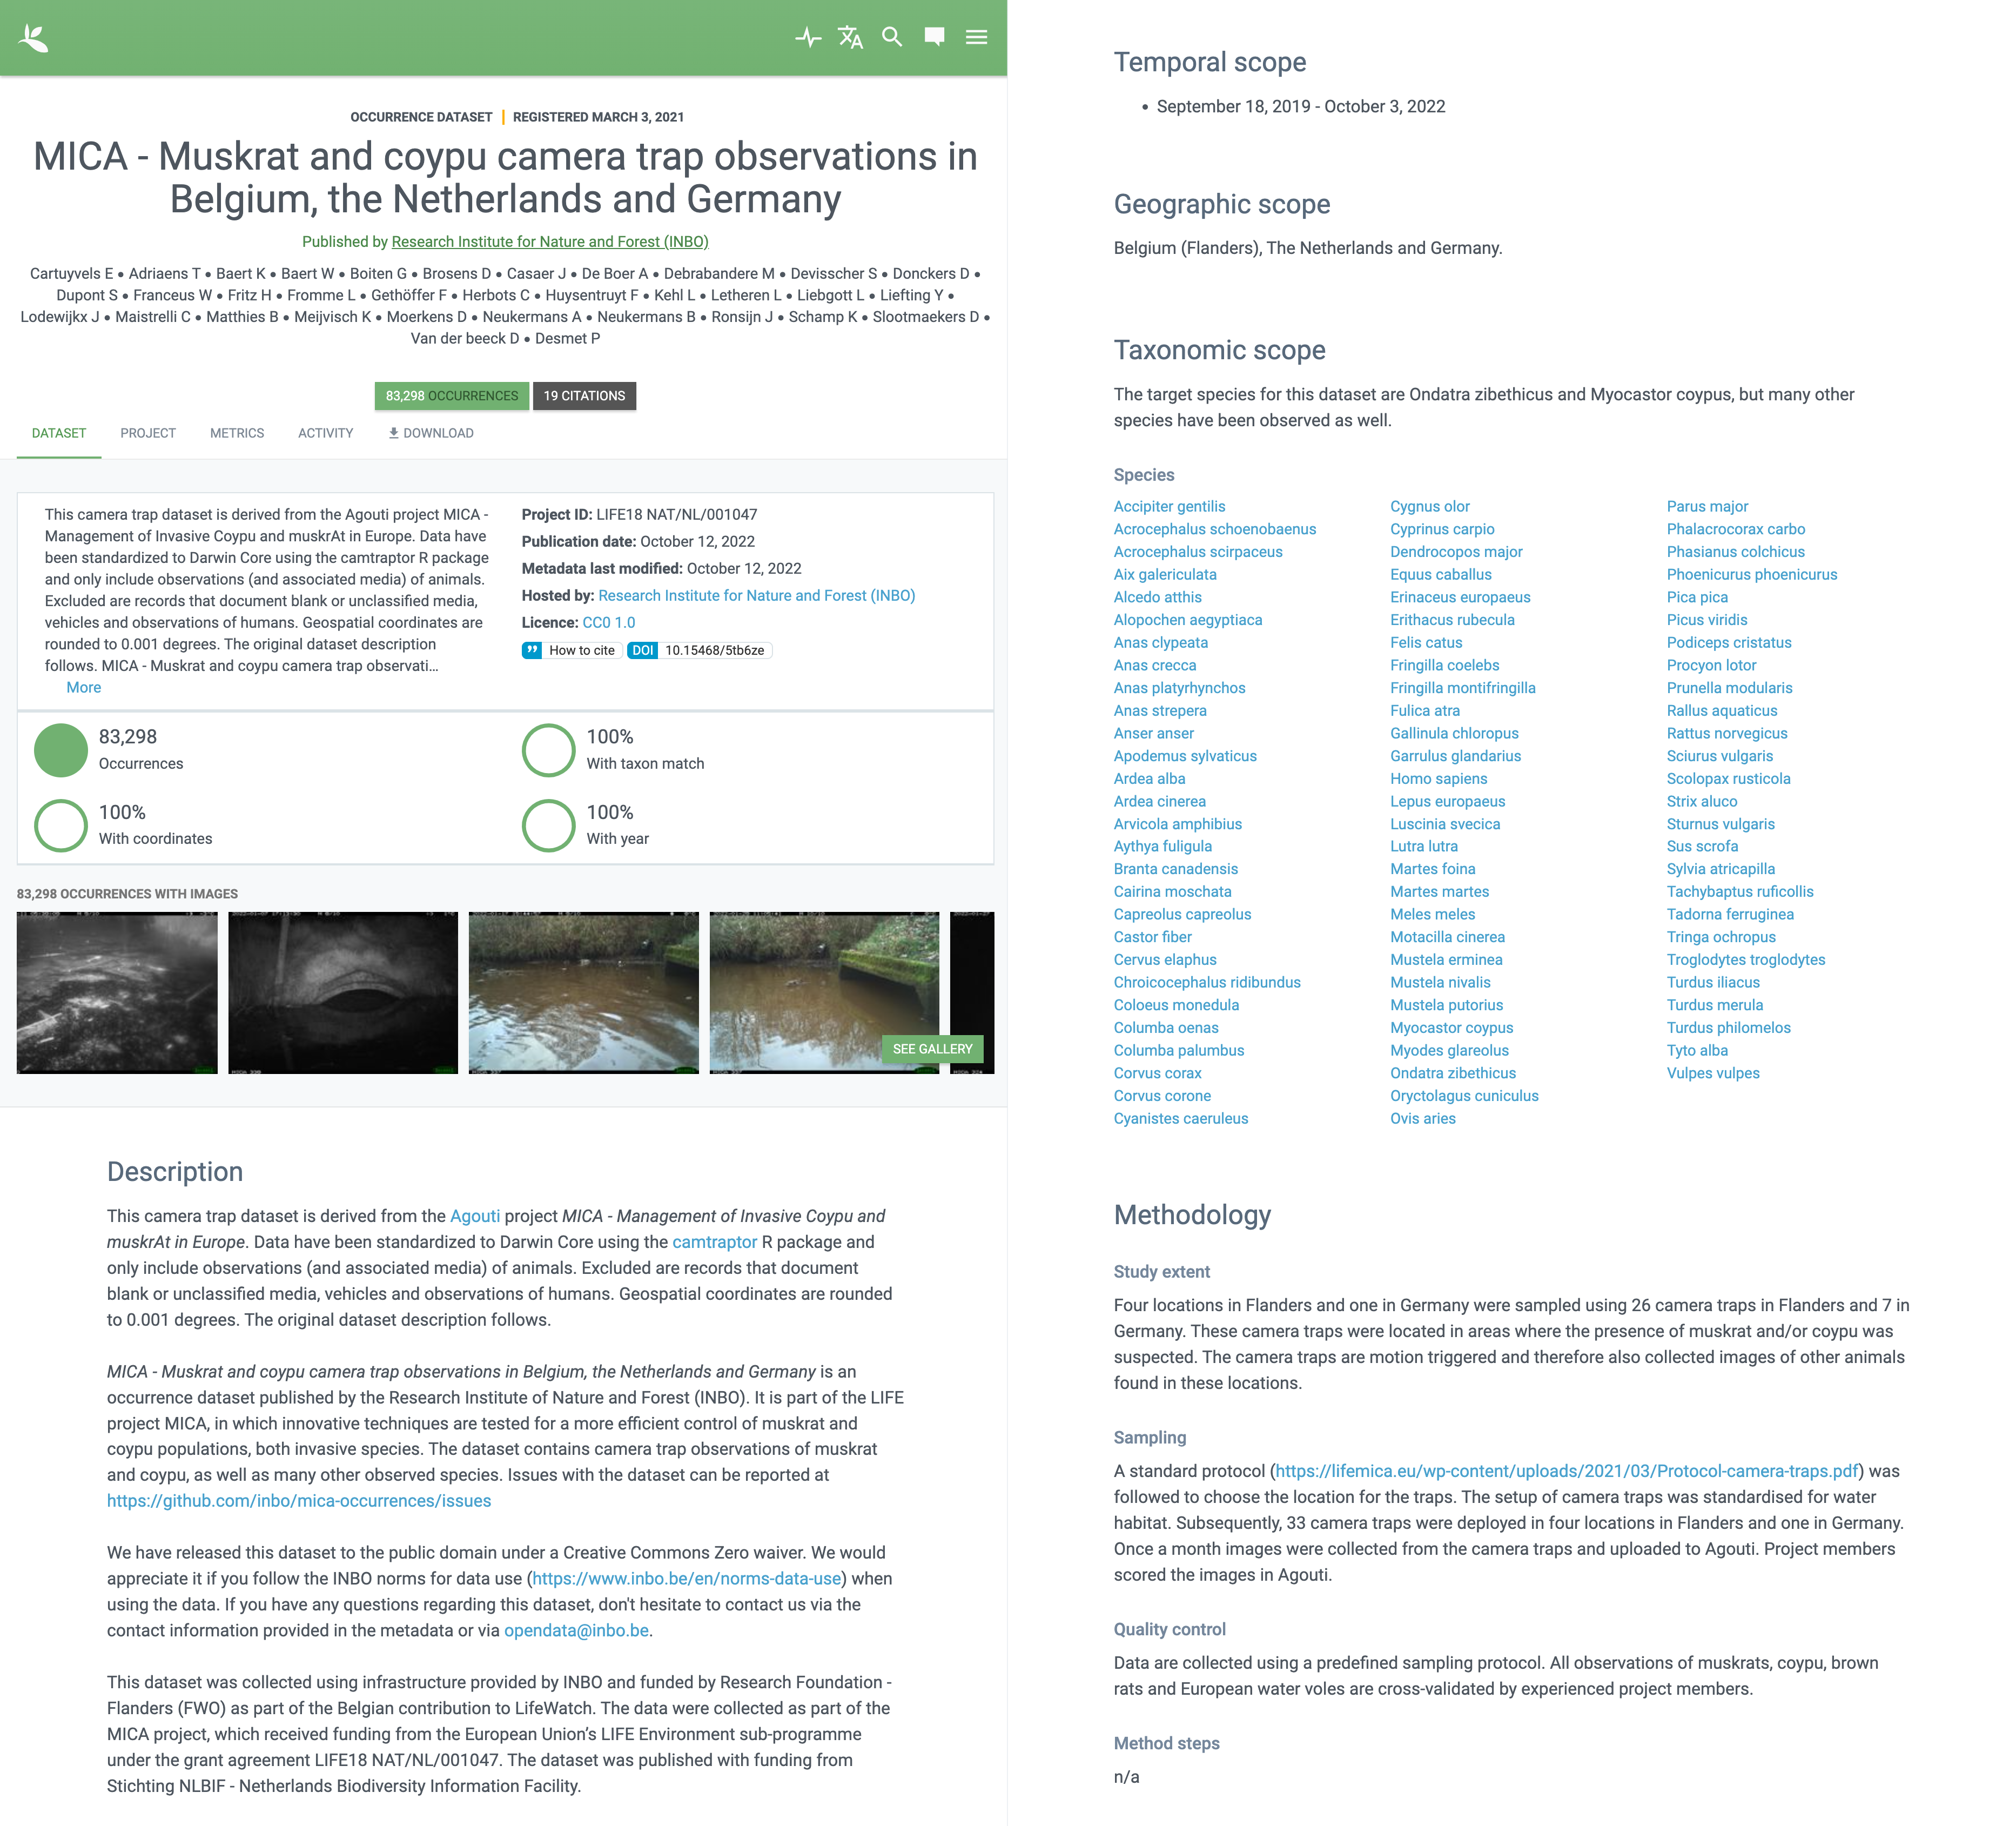 OCCURRENCE DATASET | REGISTERED MARCH 3, 2021
MICA - Muskrat and coypu camera trap observations in
Belgium, the Netherlands and Germany
Published by Research Institute for Nature and Forest (INBO)
Cartuyvels E • Adriaens T • Baert K • Baert W • Boiten G • Brosens D • Casaer J • De Boer A • Debrabandere M • Devisscher S • Donckers D •
Dupont S • Franceus W • Fritz H • Fromme L • Gethöffer F • Herbots C • Huysentruyt F • Kehl L • Letheren L • Liebgott L • Liefting Y •
Lodewijkx J • Maistrelli C • Matthies B • Meijvisch K • Moerkens D • Neukermans A • Neukermans B • Ronsijn J • Schamp K • Slootmaekers D •
Van der beeck D • Desmet P
83,298 OCCURRENCES
19 CITATIONS
DATASET PROJECT METRICS ACTIVITY DOWNLOAD
This camera trap dataset is derived from the Agouti project MICA -
Management of Invasive Coypu and muskrAt in Europe. Data have
been standardized to Darwin Core using the camtraptor R package
and only include observations (and associated media) of animals.
Excluded are records that document blank or unclassified media,
vehicles and observations of humans. Geospatial coordinates are
rounded to 0.001 degrees. The original dataset description
follows. MICA - Muskrat and coypu camera trap observati...
More
Project ID: LIFE18 NAT/NL/001047
Publication date: October 12, 2022
Metadata last modified: October 12, 2022
Hosted by: Research Institute for Nature and Forest (INBO)
Licence: CC0 1.0
How to cite DOI 10.15468/5tb6ze
83,298
Occurrences
100%
With taxon match
100%
With coordinates
100%
With year
83,298 OCCURRENCES WITH IMAGES
SEE GALLERY
Description
This camera trap dataset is derived from the Agouti project MICA - Management of Invasive Coypu and
muskrAt in Europe. Data have been standardized to Darwin Core using the camtraptor R package and
only include observations (and associated media) of animals. Excluded are records that document
blank or unclassified media, vehicles and observations of humans. Geospatial coordinates are rounded
to 0.001 degrees. The original dataset description follows.
MICA - Muskrat and coypu camera trap observations in Belgium, the Netherlands and Germany is an
occurrence dataset published by the Research Institute of Nature and Forest (INBO). It is part of the LIFE
project MICA, in which innovative techniques are tested for a more efficient control of muskrat and
coypu populations, both invasive species. The dataset contains camera trap observations of muskrat
and coypu, as well as many other observed species. Issues with the dataset can be reported at
https://github.com/inbo/mica-occurrences/issues
We have released this dataset to the public domain under a Creative Commons Zero waiver. We would
appreciate it if you follow the INBO norms for data use (https://www.inbo.be/en/norms-data-use) when
using the data. If you have any questions regarding this dataset, don't hesitate to contact us via the
contact information provided in the metadata or via opendata@inbo.be.
This dataset was collected using infrastructure provided by INBO and funded by Research Foundation -
Flanders (FWO) as part of the Belgian contribution to LifeWatch. The data were collected as part of the
MICA project, which received funding from the European Union's LIFE Environment sub-programme
under the grant agreement LIFE18 NAT/NL/001047. The dataset was published with funding from
Stichting NLBIF - Netherlands Biodiversity Information Facility.
Temporal scope
• September 18, 2019 - October 3, 2022
Geographic scope
Belgium (Flanders), The Netherlands and Germany.
Taxonomic scope
The target species for this dataset are Ondatra zibethicus and Myocastor coypus, but many other
species have been observed as well.
Species
Accipiter gentilis
Acrocephalus schoenobaenus
Acrocephalus scirpaceus
Aix galericulata
Alcedo atthis
Alopochen aegyptiaca
Anas clypeata
Anas crecca
Anas platyrhynchos
Anas strepera
Anser anser
Apodemus sylvaticus
Ardea alba
Ardea cinerea
Arvicola amphibius
Aythya fuligula
Branta canadensis
Cairina moschata
Capreolus capreolus
Castor fiber
Cervus elaphus
Chroicocephalus ridibundus
Coloeus monedula
Columba oenas
Columba palumbus
Corvus corax
Corvus corone
Cyanistes caeruleus
Cygnus olor
Cyprinus carpio
Dendrocopos major
Equus caballus
Erinaceus europaeus
Erithacus rubecula
Felis catus
Fringilla coelebs
Fringilla montifringilla
Fulica atra
Gallinula chloropus
Garrulus glandarius
Homo sapiens
Lepus europaeus
Luscinia svecica
Lutra lutra
Martes foina
Martes martes
Meles meles
Motacilla cinerea
Mustela erminea
Mustela nivalis
Mustela putorius
Myocastor coypus
Myodes glareolus
Ondatra zibethicus
Oryctolagus cuniculus
Ovis aries
Parus major
Phalacrocorax carbo
Phasianus colchicus
Phoenicurus phoenicurus
Pica pica
Picus viridis
Podiceps cristatus
Procyon lotor
Prunella modularis
Rallus aquaticus
Rattus norvegicus
Sciurus vulgaris
Scolopax rusticola
Strix aluco
Sturnus vulgaris
Sus scrofa
Sylvia atricapilla
Tachybaptus ruficollis
Tadorna ferruginea
Tringa ochropus
Troglodytes troglodytes
Turdus iliacus
Turdus merula
Turdus philomelos
Tyto alba
Vulpes vulpes
Methodology
Study extent
Four locations in Flanders and one in Germany were sampled using 26 camera traps in Flanders and 7 in
Germany. These camera traps were located in areas where the presence of muskrat and/or coypu was
suspected. The camera traps are motion triggered and therefore also collected images of other animals
found in these locations.
Sampling
A standard protocol (https://lifemica.eu/wp-content/uploads/2021/03/Protocol-camera-traps.pdf) was
followed to choose the location for the traps. The setup of camera traps was standardised for water
habitat. Subsequently, 33 camera traps were deployed in four locations in Flanders and one in Germany.
Once a month images were collected from the camera traps and uploaded to Agouti. Project members
scored the images in Agouti.
Quality control
Data are collected using a predefined sampling protocol. All observations of muskrats, coypu, brown
rats and European water voles are cross-validated by experienced project members.
Method steps
n/a